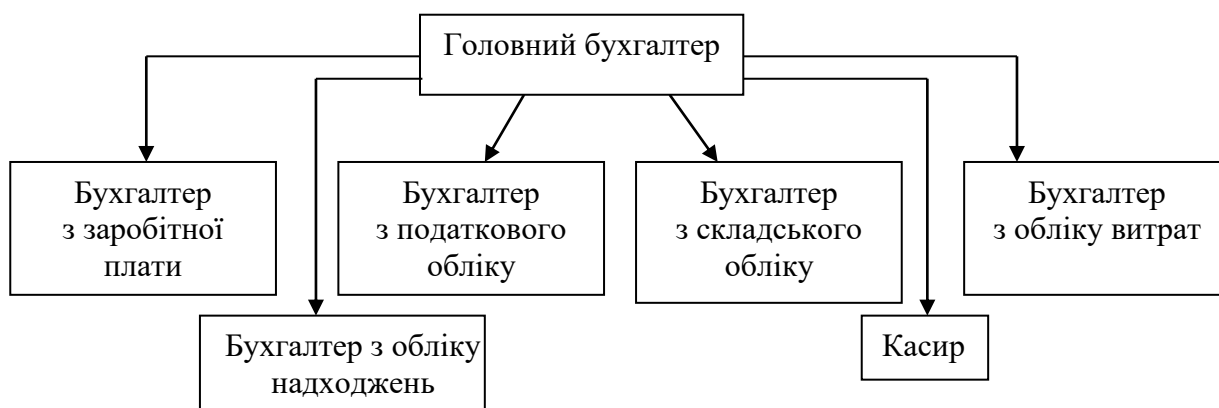 Головний бухгалтер
Бухгалтер
з заробітної
плати
Бухгалтер
з податкового
обліку
Бухгалтер
з складського
обліку
Бухгалтер
з обліку витрат
Бухгалтер з обліку
надходжень
Касир